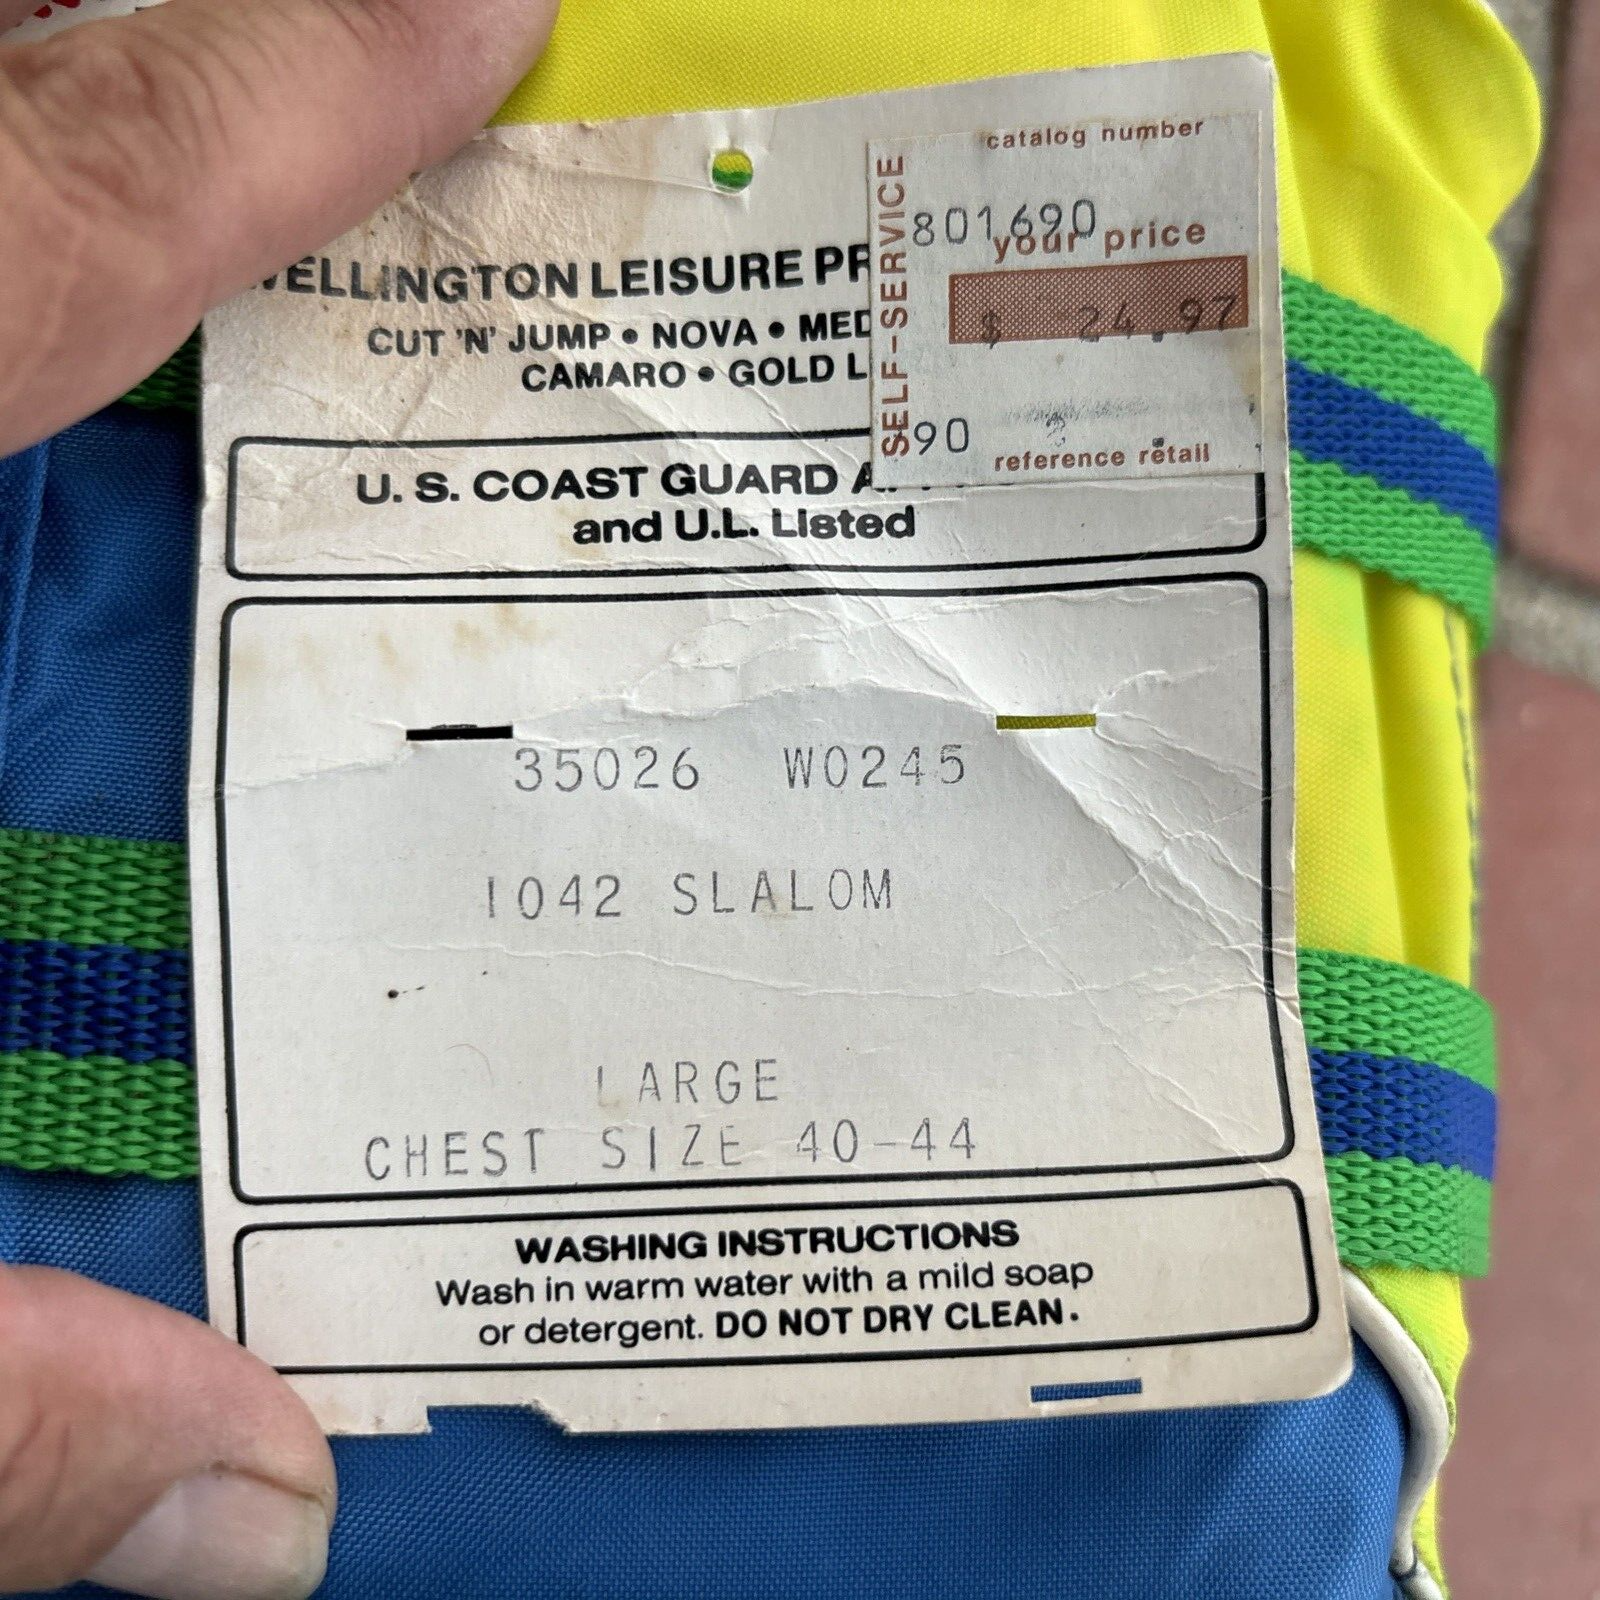 catalog number
801690
your price
$ 24.97
SELF-SERVICE
90
reference retail
WELLINGTON LEISURE PR
CUT 'N' JUMP • NOVA • MED
CAMARO • GOLD L
U. S. COAST GUARD
and U.L. Listed
35026 W0245
1042 SLALOM
LARGE
CHEST SIZE 40-44
WASHING INSTRUCTIONS
Wash in warm water with a mild soap
or detergent. DO NOT DRY CLEAN.